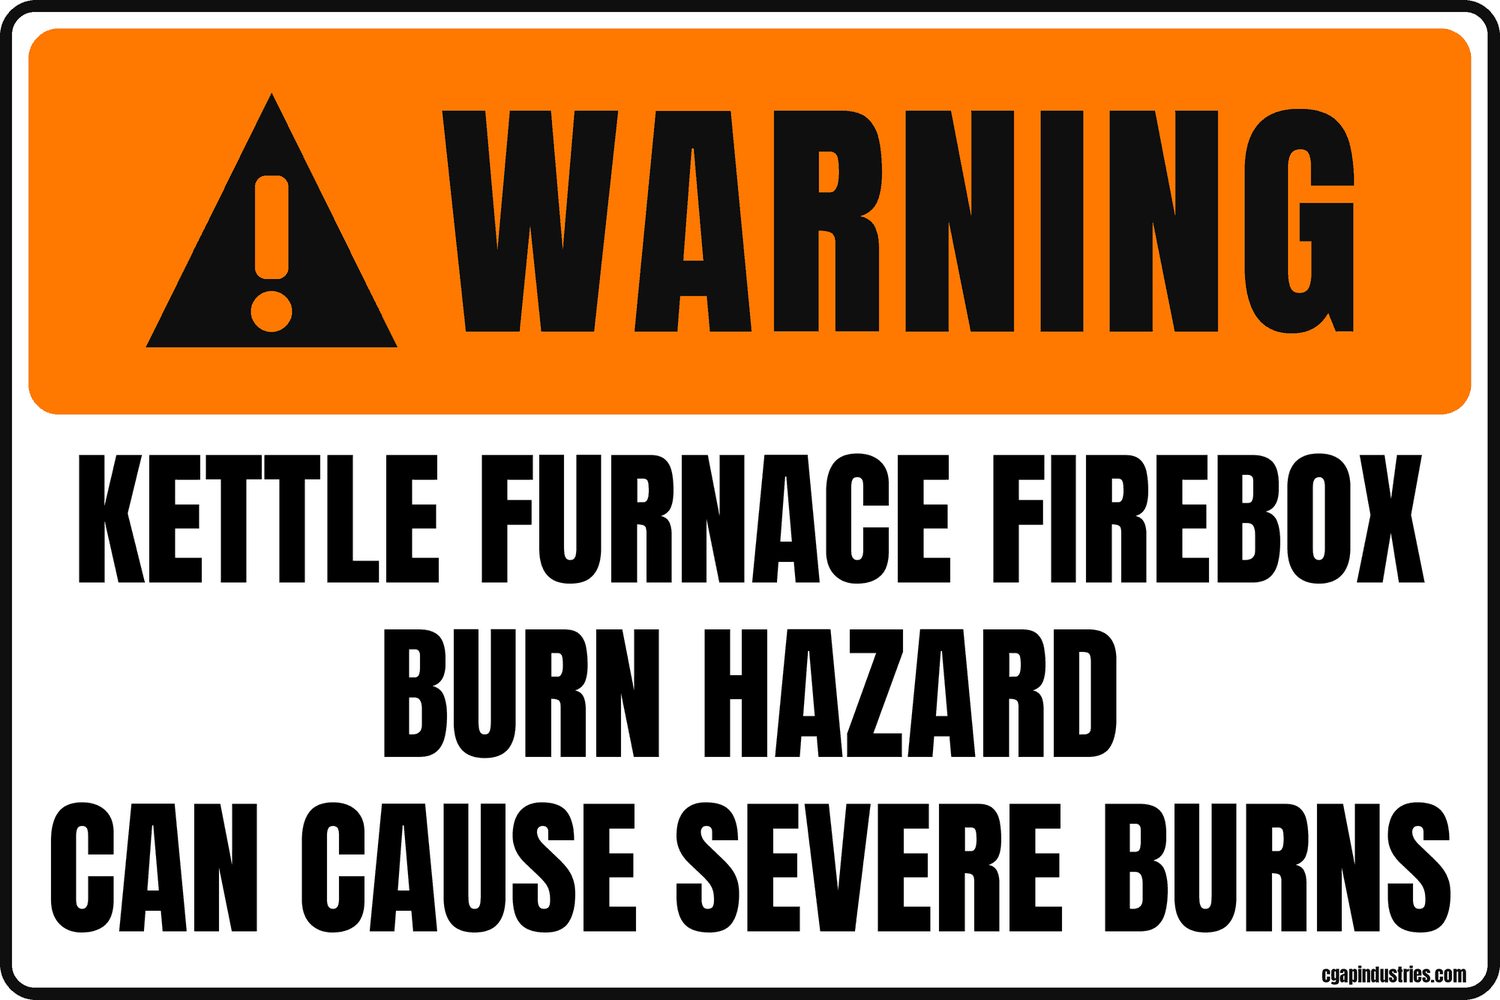 WARNING
KETTLE FURNACE FIREBOX
BURN HAZARD
CAN CAUSE SEVERE BURNS
cgapindustries.com